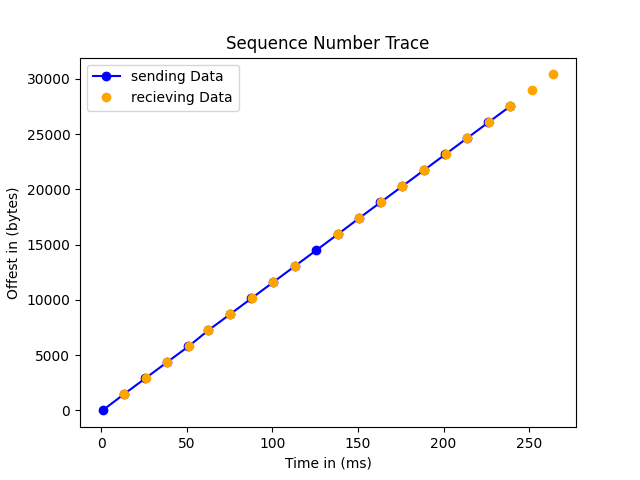 Sequence Number Trace
sending Data
recieving Data
30000
25000
20000
15000
10000
5000
0
Offest in (bytes)
0 50 100 150 200 250
Time in (ms)